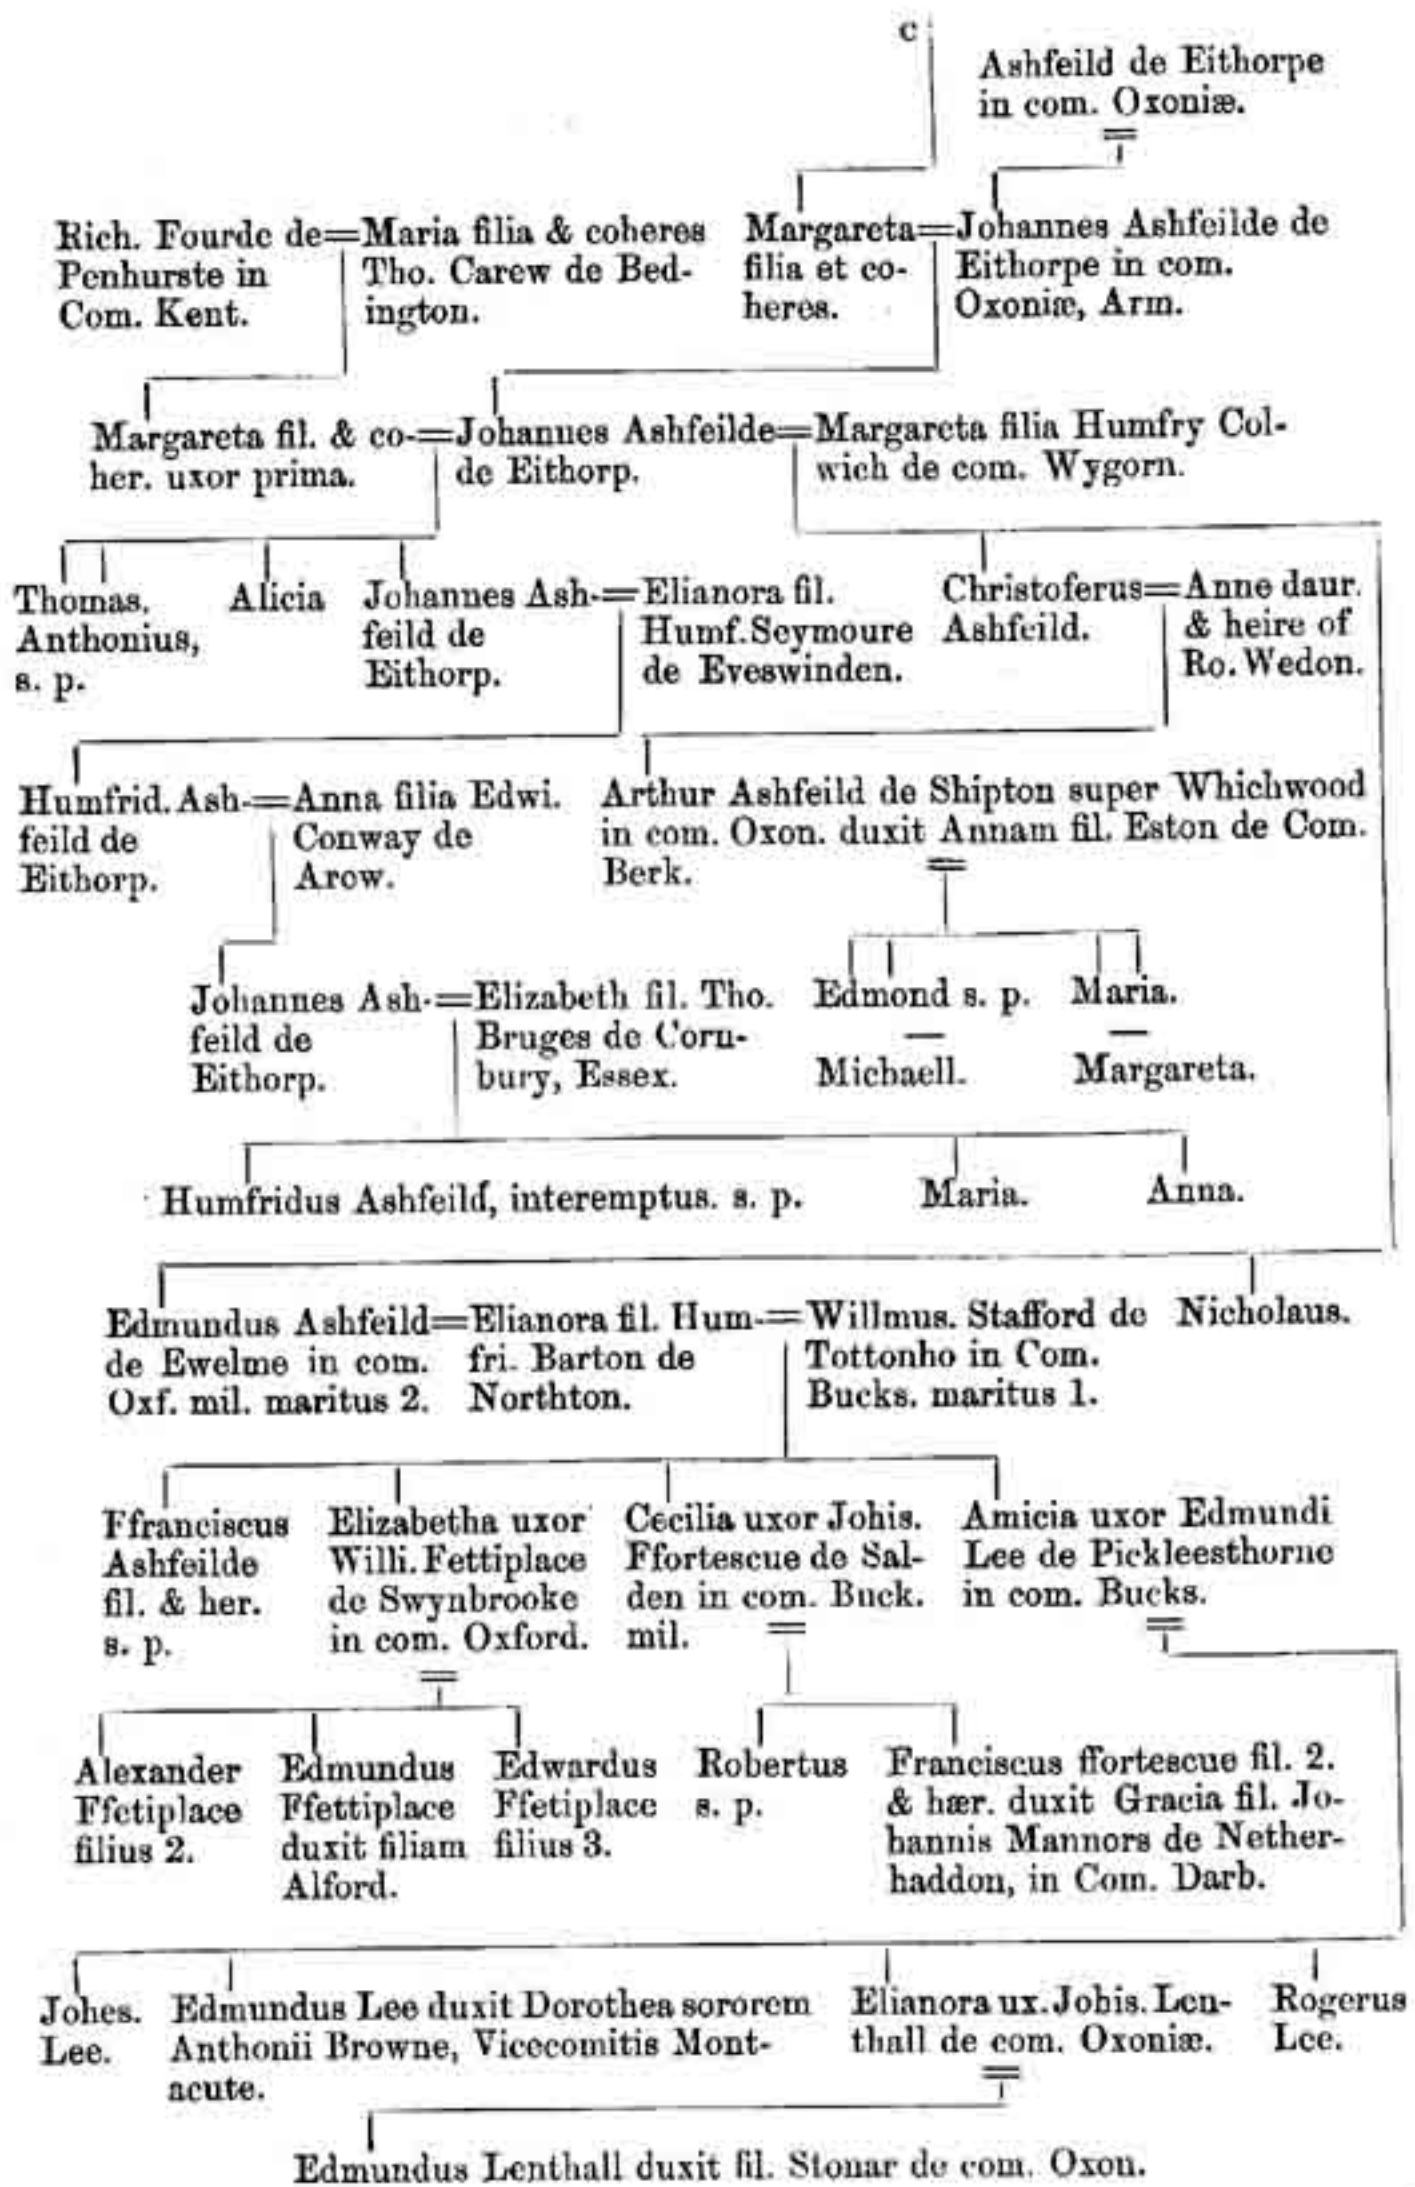 c
Ashfeild de Eithorpe
in com. Oxoniæ.
Rich. Fourde de=Maria filia & coheres
Penhurste in Tho. Carew de Bed-
Com. Kent. ington.
Margareta=Johannes Ashfeilde de
filia et co- Eithorpe in com.
heres. Oxoniæ, Arm.
Margareta fil. & co-=Johannes Ashfeilde=Margareta filia Humfry Col-
her. uxor prima. de Eithorp. wich de com. Wygorn.
Thomas.
Anthonius,
s. p.
Alicia
Johannes Ash-=Elianora fil.
feild de Humf. Seymoure
Eithorp. de Eveswinden.
Christoferus=Anne daur.
Ashfeild. & heire of
Ro. Wedon.
Humfrid. Ash-=Anna filia Edwi.
feild de Conway de
Eithorp. Arow.
Arthur Ashfeild de Shipton super Whichwood
in com. Oxon. duxit Annam fil. Eston de Com.
Berk.
Johannes Ash-=Elizabeth fil. Tho.
feild de Bruges de Corn-
Eithorp. bury, Essex.
Edmond s. p.
—
Michaell.
Maria.
—
Margareta.
Humfridus Ashfeild, interemptus. s. p.
Maria.
Anna.
Edmundus Ashfeild=Elianora fil. Hum-=Willmus. Stafford de
de Ewelme in com. fri. Barton de Tottonho in Com.
Oxf. mil. maritus 2. Northton. Bucks. maritus 1.
Nicholaus.
Ffranciscus
Ashfeilde
fil. & her.
s. p.
Elizabetha uxor
Willi. Fettiplace
de Swynbrooke
in com. Oxford.
Cecilia uxor Johis.
Ffortescue de Sal-
den in com. Buck.
mil.
Amicia uxor Edmundi
Lee de Pickleesthorne
in com. Bucks.
Alexander
Ffetiplace
filius 2.
Edmundus
Ffettiplace
duxit filiam
Alford.
Edwardus
Ffetiplace
filius 3.
Robertus
s. p.
Franciscus ffortescue fil. 2.
& hær. duxit Gracia fil. Jo-
hannis Mannors de Nether-
haddon, in Com. Darb.
Johes.
Lee.
Edmundus Lee duxit Dorothea sororem
Anthonii Browne, Vicecomitis Mont-
acute.
Elianora ux. Johis. Len-
thall de com. Oxoniæ.
Rogerus
Lee.
Edmundus Lenthall duxit fil. Stonar de com. Oxon.